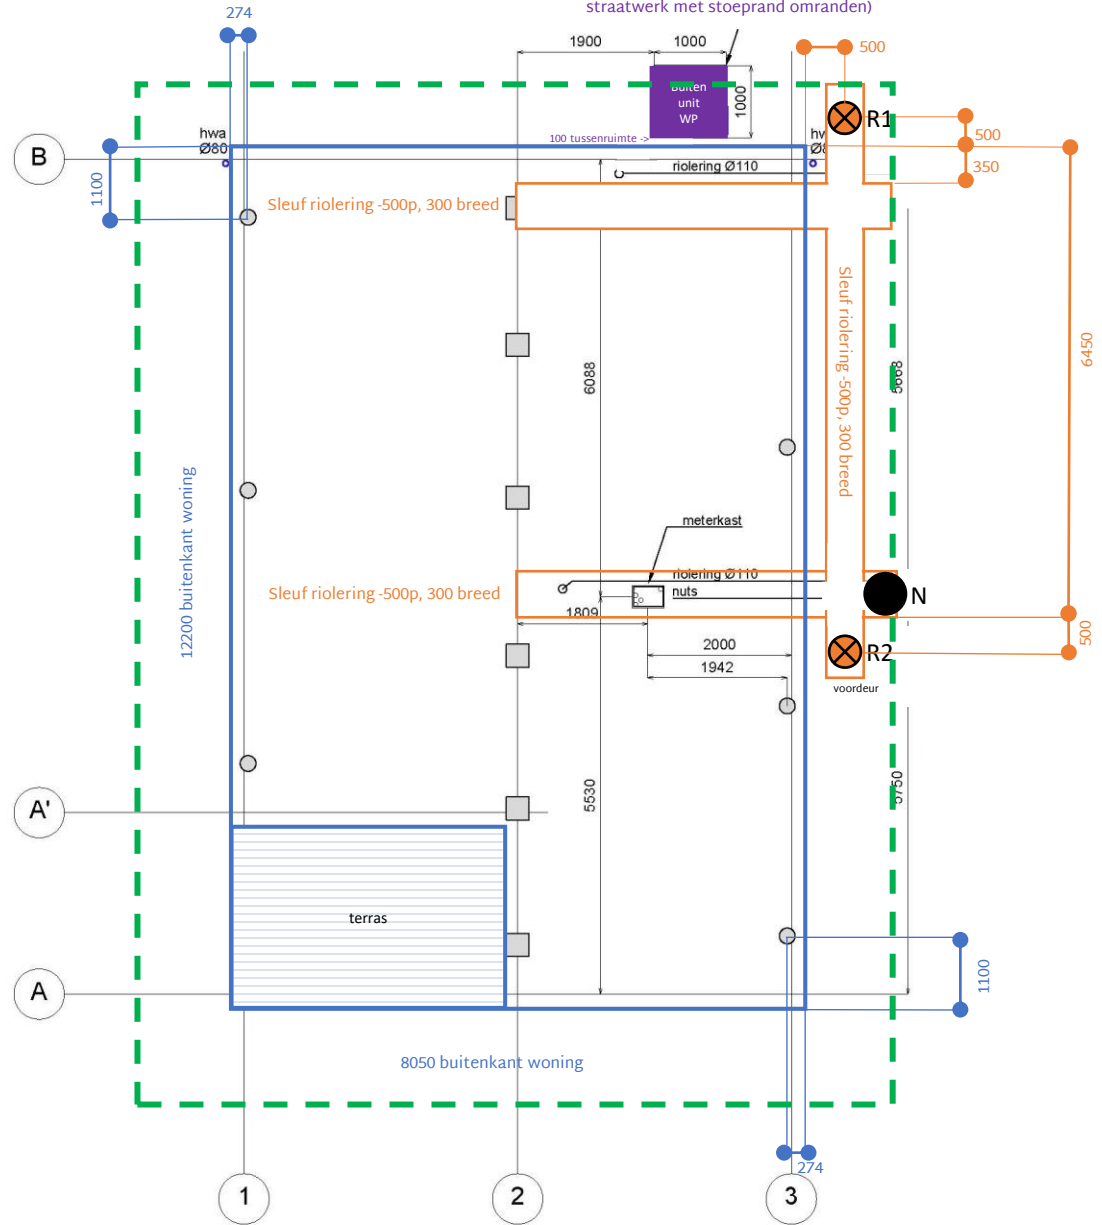 straatwerk met stoeprand omranden)
274
1900
1000
500
Buiten
unit
WP
1000
R1
hwa
Ø80
100 tussenruimte ->
500
B
riolering Ø110
350
1100
Sleuf riolering -500p, 300 breed
Sleuf riolering -500p, 300 breed
6088
5668
6450
12200 buitenkant woning
meterkast
riolering Ø110
Sleuf riolering -500p, 300 breed
nuts
N
1809
500
2000
R2
1942
voordeur
5530
5750
A'
terras
1100
A
8050 buitenkant woning
274
1
2
3